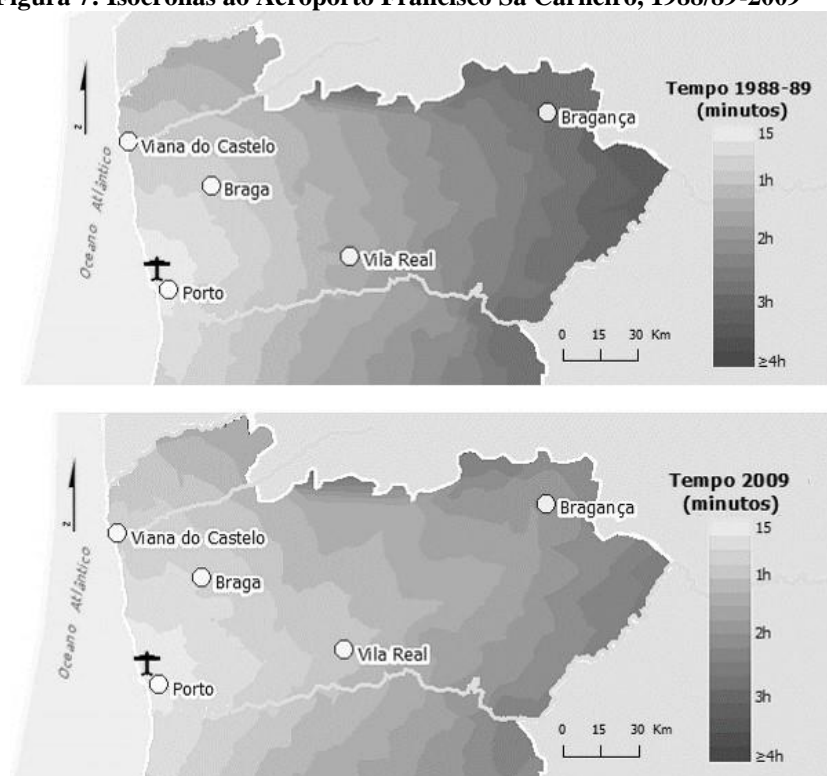 Figura 7: Isócronas ao Aeroporto Francisco Sá Carneiro, 1988/89-2009
Tempo 1988-89
(minutos)
15
1h
2h
3h
≥4h
N
Oceano Atlântico
Viana do Castelo
Braga
Bragança
Vila Real
Porto
0 15 30 Km
Tempo 2009
(minutos)
15
1h
2h
3h
≥4h
N
Oceano Atlântico
Viana do Castelo
Braga
Bragança
Vila Real
Porto
0 15 30 Km